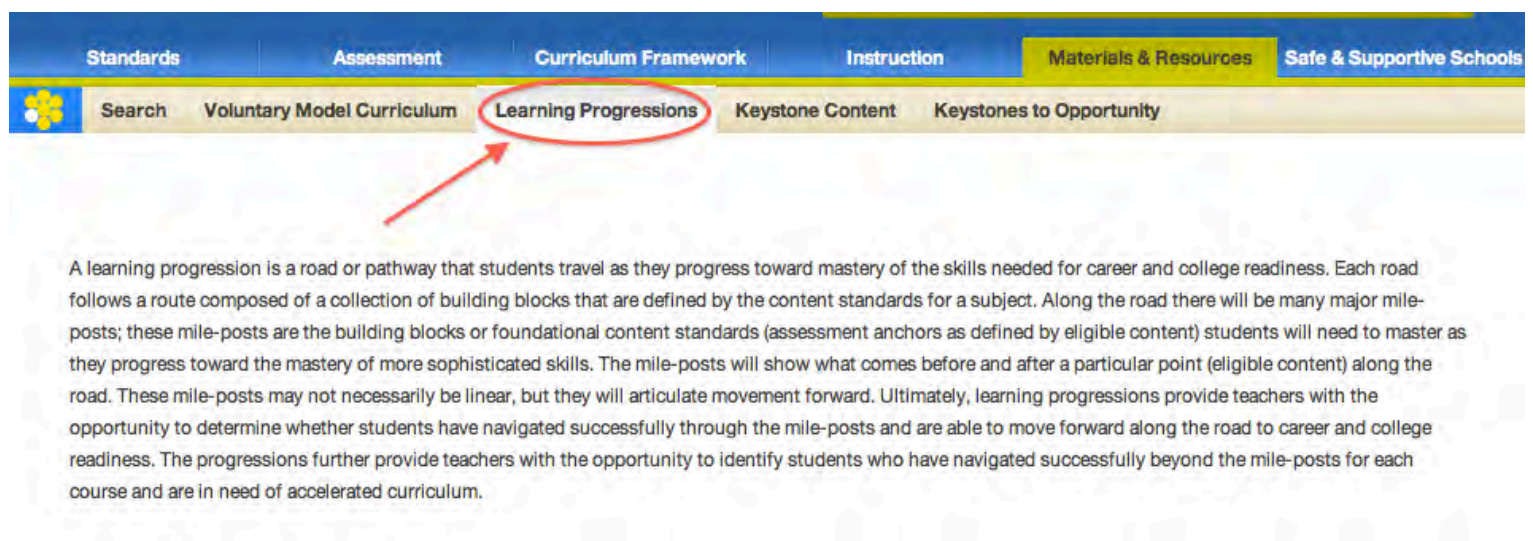 Standards Assessment Curriculum Framework Instruction Materials & Resources Safe & Supportive Schools
Search Voluntary Model Curriculum Learning Progressions Keystone Content Keystones to Opportunity
A learning progression is a road or pathway that students travel as they progress toward mastery of the skills needed for career and college readiness. Each road
follows a route composed of a collection of building blocks that are defined by the content standards for a subject. Along the road there will be many major mile-
posts; these mile-posts are the building blocks or foundational content standards (assessment anchors as defined by eligible content) students will need to master as
they progress toward the mastery of more sophisticated skills. The mile-posts will show what comes before and after a particular point (eligible content) along the
road. These mile-posts may not necessarily be linear, but they will articulate movement forward. Ultimately, learning progressions provide teachers with the
opportunity to determine whether students have navigated successfully through the mile-posts and are able to move forward along the road to career and college
readiness. The progressions further provide teachers with the opportunity to identify students who have navigated successfully beyond the mile-posts for each
course and are in need of accelerated curriculum.